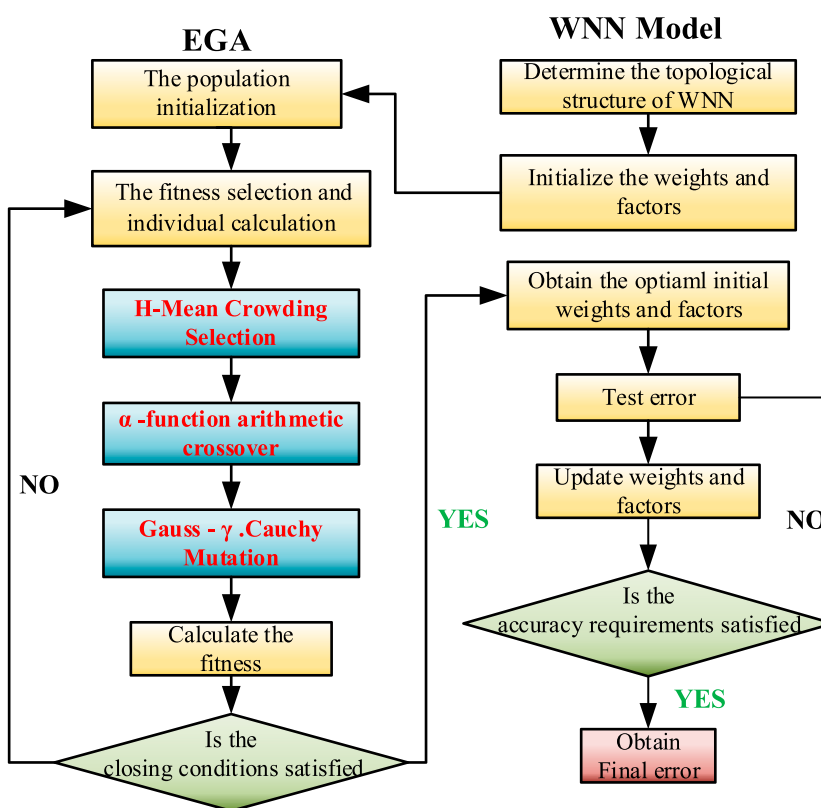 EGA
The population
initialization
The fitness selection and
individual calculation
H-Mean Crowding
Selection
α -function arithmetic
crossover
Gauss - γ .Cauchy
Mutation
Calculate the
fitness
Is the
closing conditions satisfied
NO
YES
WNN Model
Determine the topological
structure of WNN
Initialize the weights and
factors
Obtain the optiaml initial
weights and factors
Test error
Update weights and
factors
NO
Is the
accuracy requirements satisfied
YES
Obtain
Final error